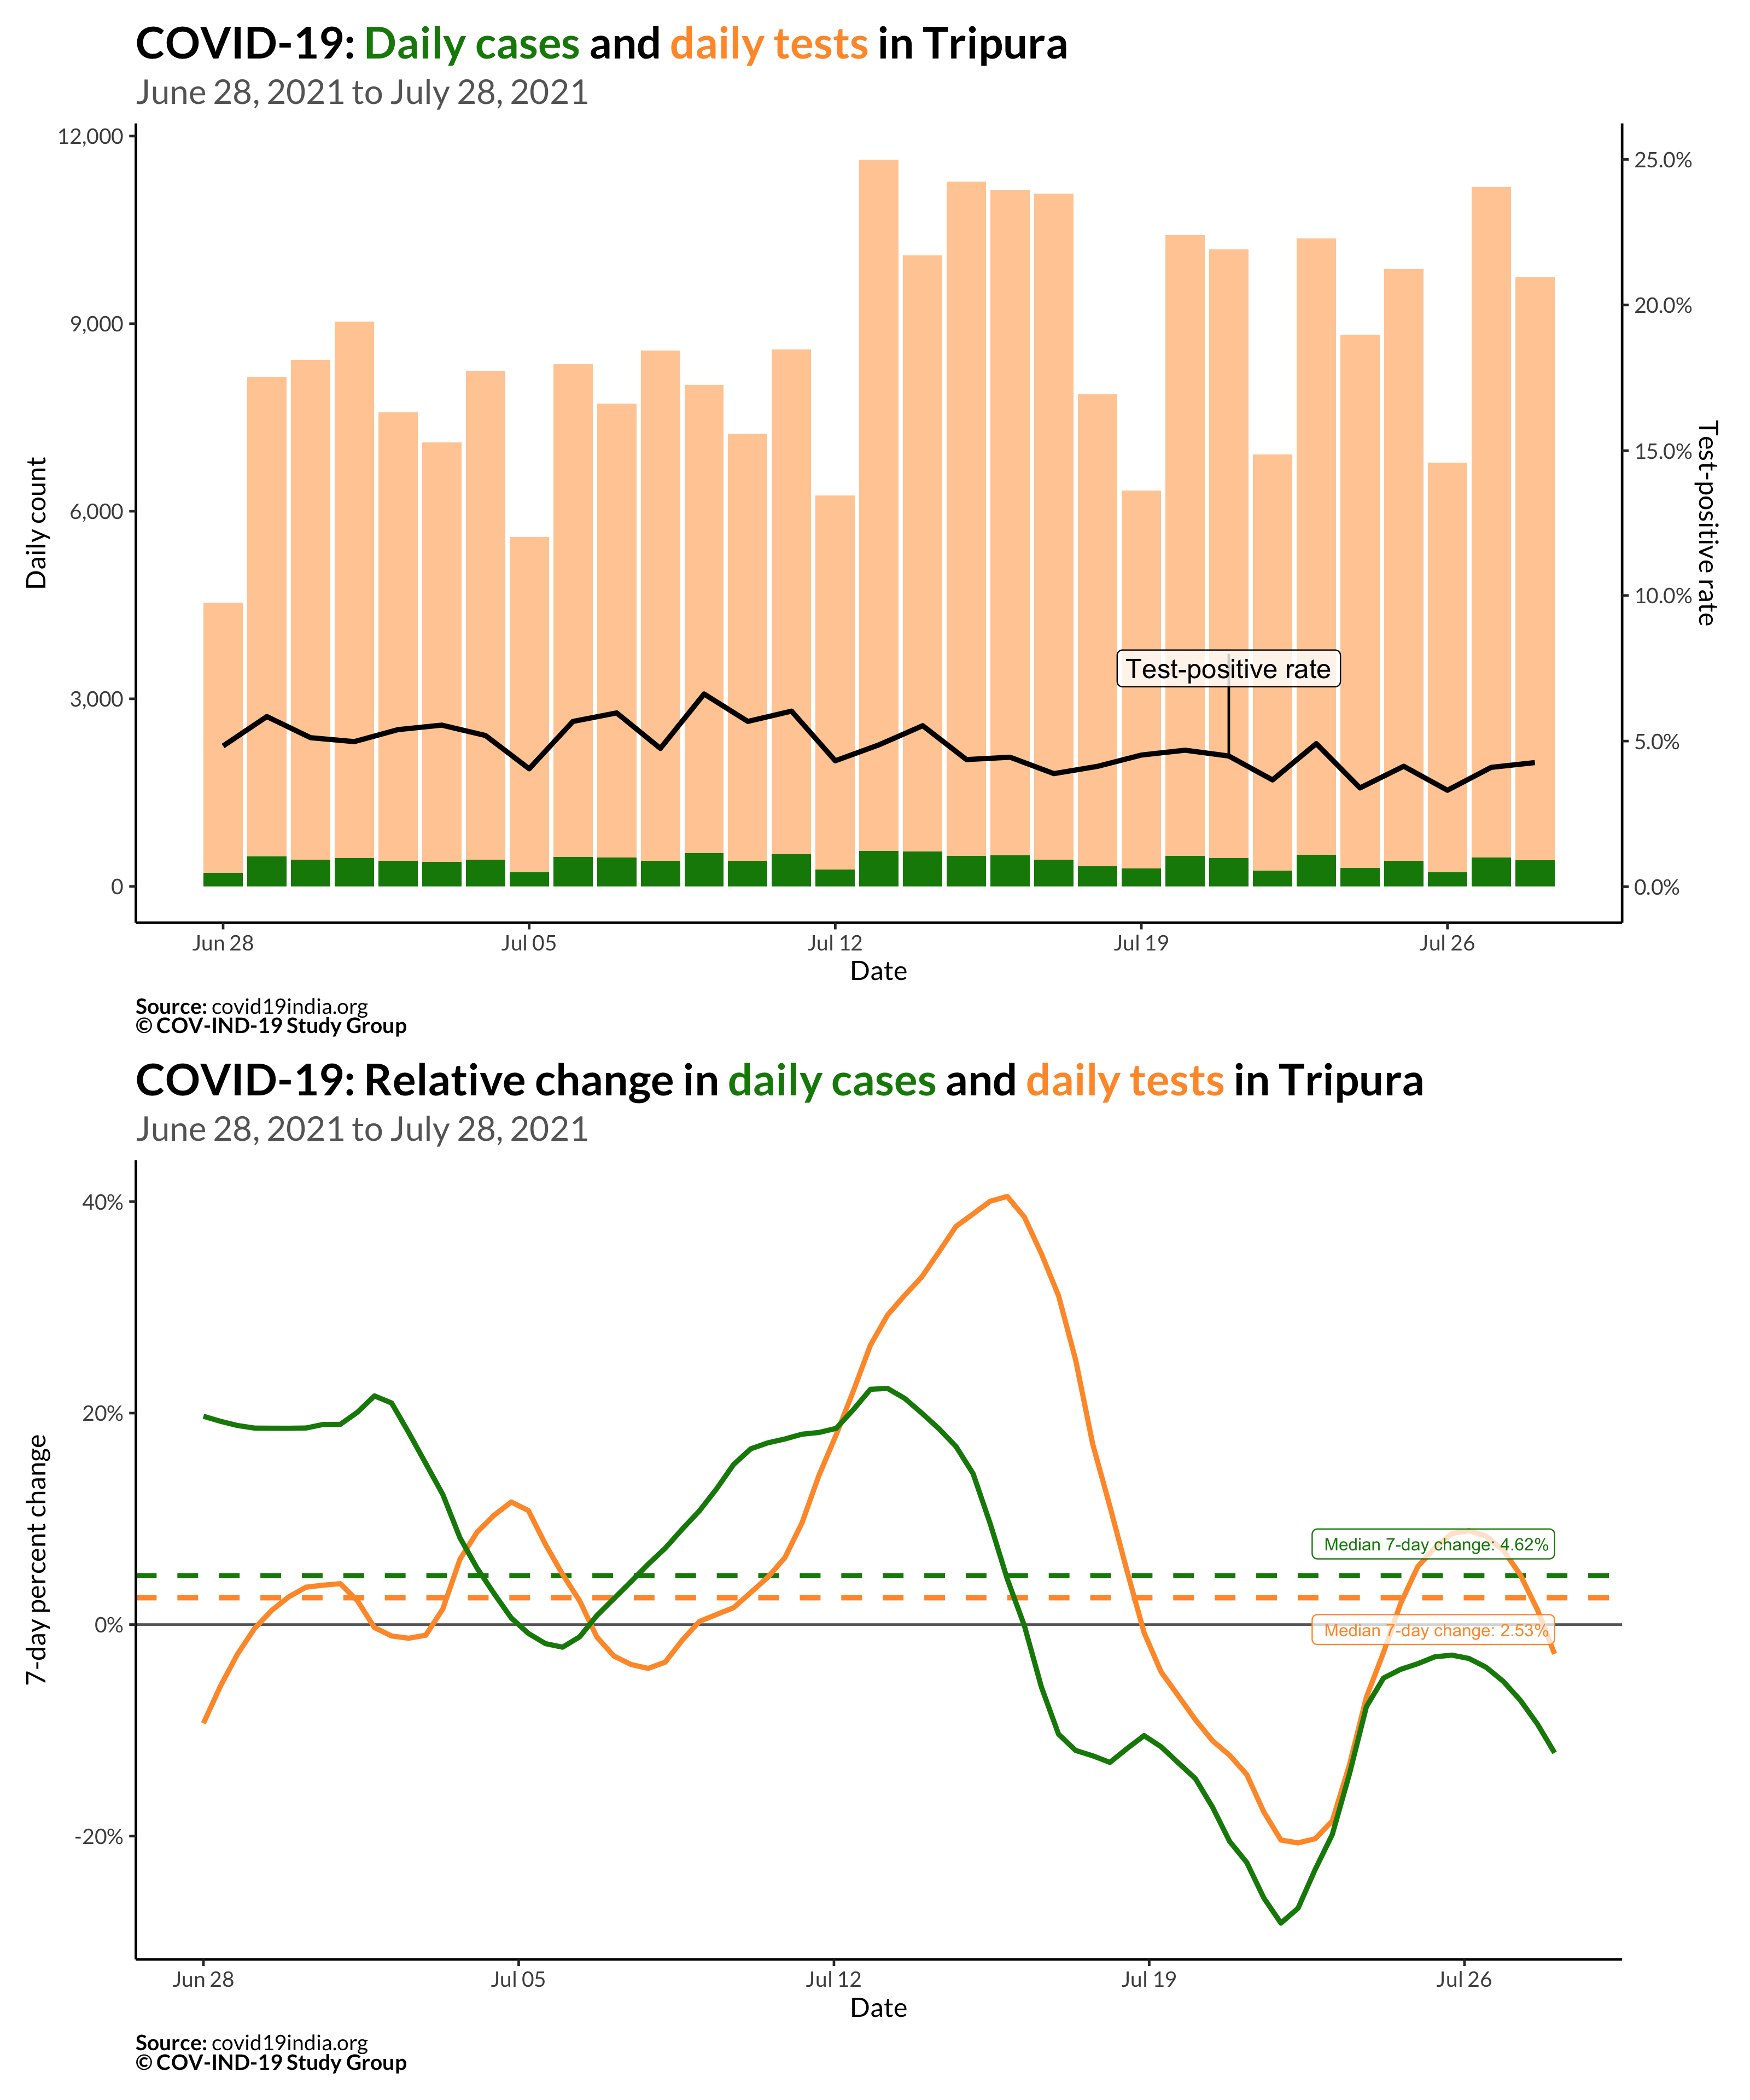 COVID-19: Daily cases and daily tests in Tripura
June 28, 2021 to July 28, 2021
12,000
9,000
6,000
3,000
0
Daily count
25.0%
20.0%
15.0%
10.0%
5.0%
0.0%
Test-positive rate
Test-positive rate
Jun 28
Jul 05
Jul 12
Jul 19
Jul 26
Date
Source: covid19india.org
© COV-IND-19 Study Group
COVID-19: Relative change in daily cases and daily tests in Tripura
June 28, 2021 to July 28, 2021
40%
20%
0%
-20%
7-day percent change
Median 7-day change: 4.62%
Median 7-day change: 2.53%
Jun 28
Jul 05
Jul 12
Jul 19
Jul 26
Date
Source: covid19india.org
© COV-IND-19 Study Group